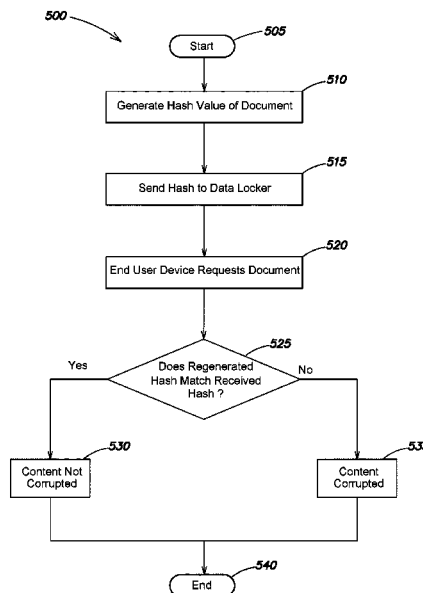 500
505
Start
510
Generate Hash Value of Document
515
Send Hash to Data Locker
520
End User Device Requests Document
525
Yes
Does Regenerated
Hash Match Received
Hash ?
No
530
Content Not
Corrupted
53
Content
Corrupted
540
End